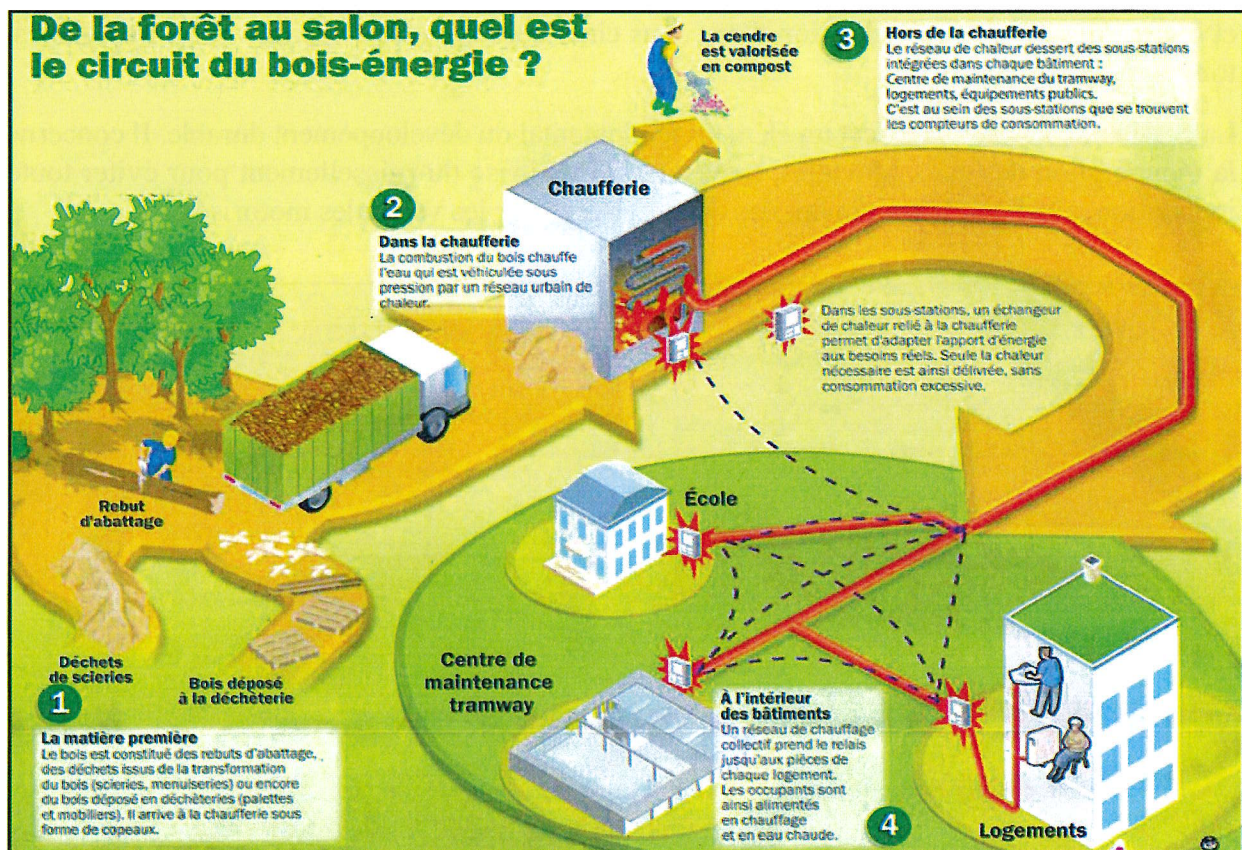 De la forêt au salon, quel est
le circuit du bois-énergie ?
La cendre
est valorisée
en compost
3
Hors de la chaufferie
Le réseau de chaleur dessert des sous-stations
intégrées dans chaque bâtiment :
Centre de maintenance du tramway,
logements, équipements publics.
C'est au sein des sous-stations que se trouvent
les compteurs de consommation.
Chaufferie
2
Dans la chaufferie
La combustion du bois chauffe
l'eau qui est véhiculée sous
pression par un réseau urbain de
chaleur.
Dans les sous-stations, un échangeur
de chaleur relié à la chaufferie
permet d'adapter l'apport d'énergie
aux besoins réels. Seule la chaleur
nécessaire est ainsi délivrée, sans
consommation excessive.
Rebut
d'abattage
École
Déchets
de scieries
Bois déposé
à la déchèterie
Centre de
maintenance
tramway
1
La matière première
Le bois est constitué des rebuts d'abattage,
des déchets issus de la transformation
du bois (scieries, menuiseries) ou encore
du bois déposé en déchèteries (palettes
et mobiliers). Il arrive à la chaufferie sous
forme de copeaux.
À l'intérieur
des bâtiments
Un réseau de chauffage
collectif prend le relais
jusqu'aux pièces de
chaque logement.
Les occupants sont
ainsi alimentés
en chauffage
et en eau chaude.
4
Logements